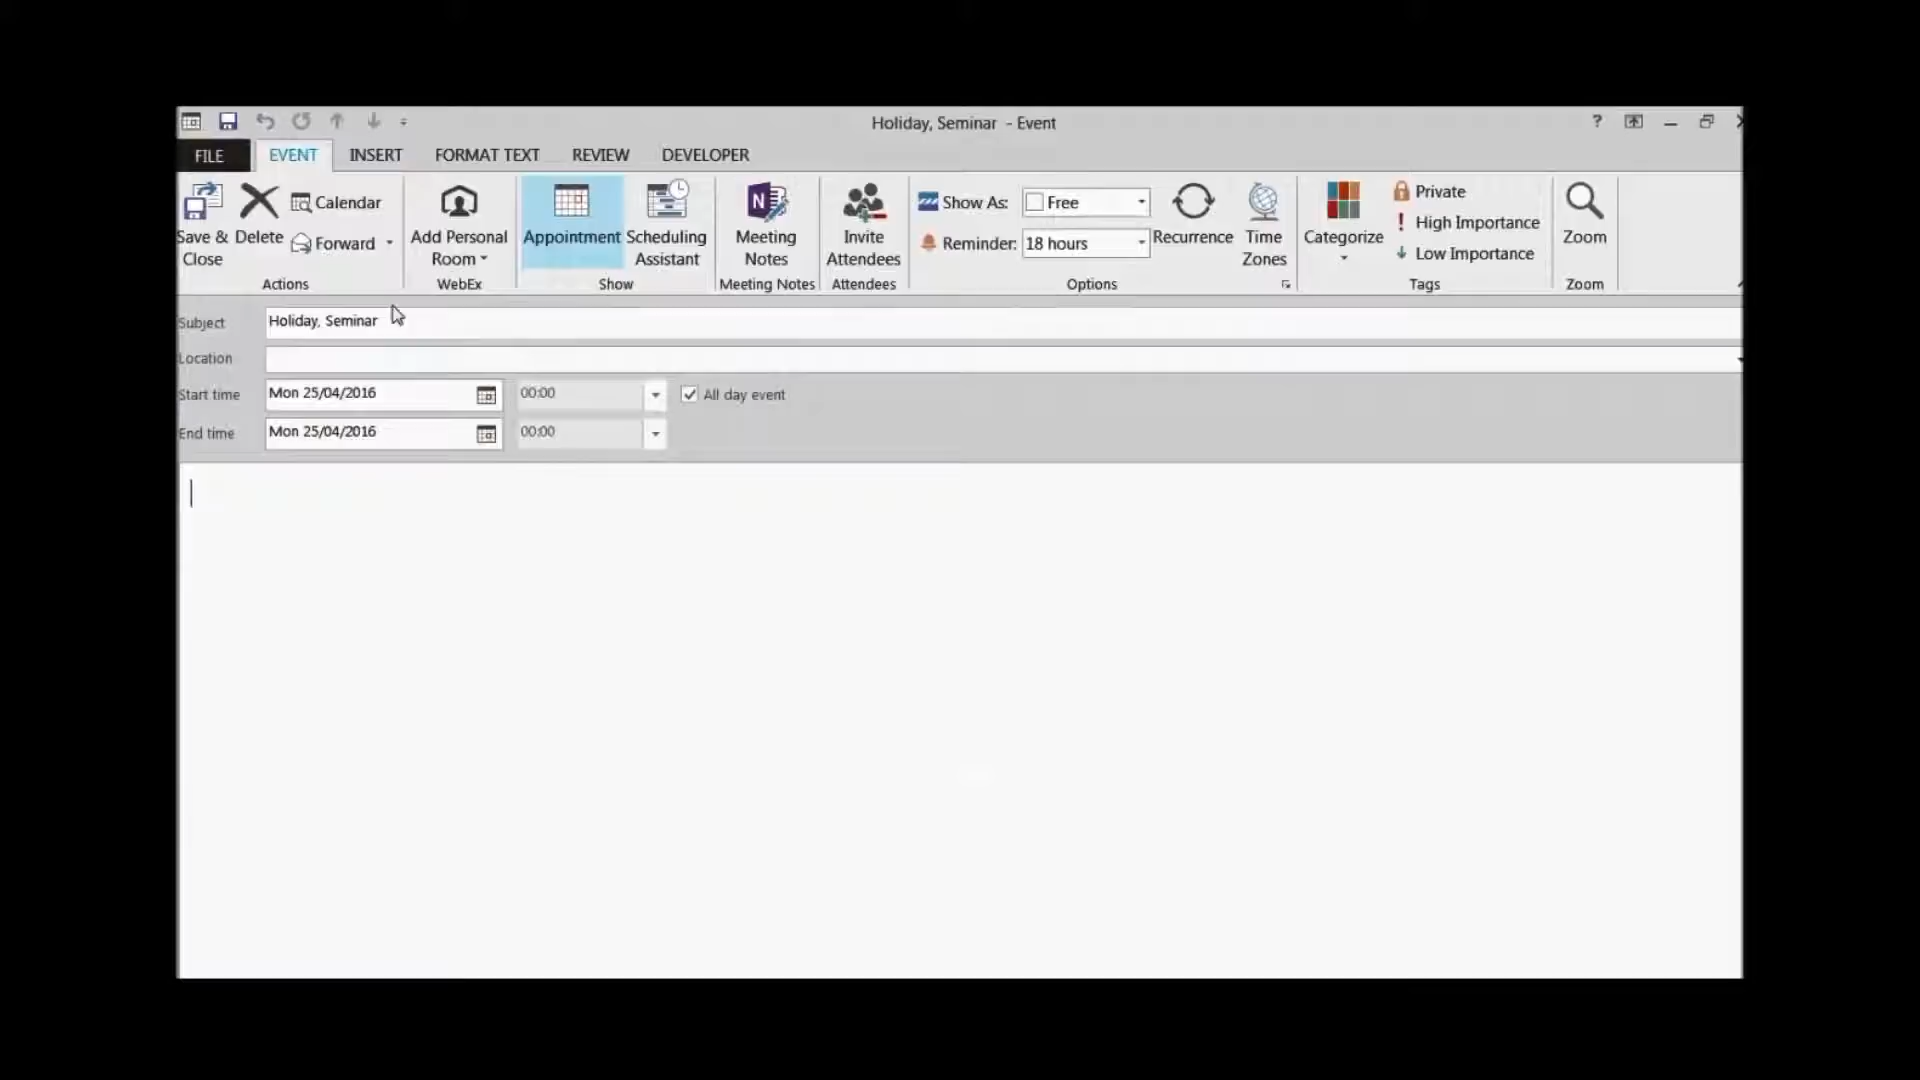 Holiday, Seminar - Event
?
FILE EVENT INSERT FORMAT TEXT REVIEW DEVELOPER
Save & Close
Delete
Calendar
Forward
Actions
Add Personal Room
WebEx
Appointment
Scheduling Assistant
Show
Meeting Notes
Meeting Notes
Invite Attendees
Attendees
Show As: Free
Reminder: 18 hours
Recurrence
Time Zones
Options
Categorize
Private
High Importance
Low Importance
Tags
Zoom
Zoom
Subject Holiday, Seminar
Location
Start time Mon 25/04/2016 00:00 All day event
End time Mon 25/04/2016 00:00